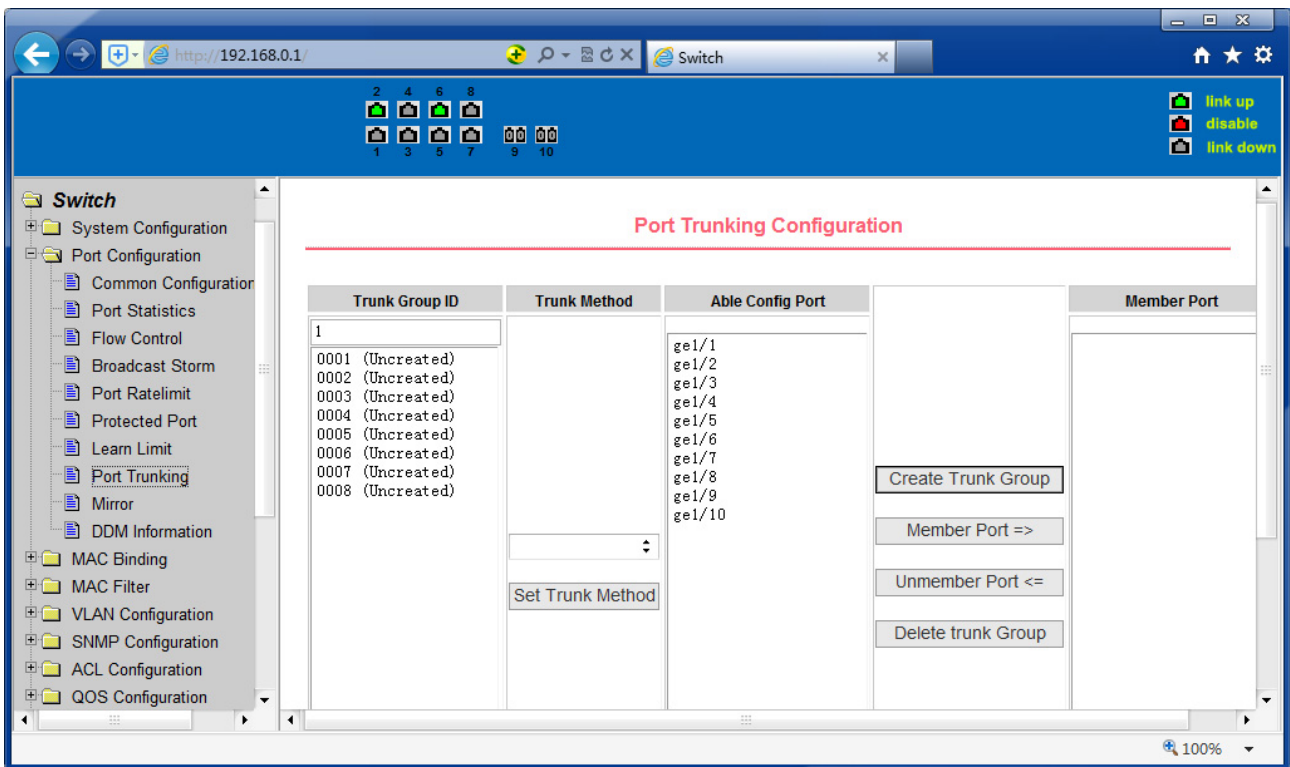 http://192.168.0.1/
Switch
2 4 6 8
1 3 5 7 9 10
link up
disable
link down
Switch
System Configuration
Port Configuration
Common Configuration
Port Statistics
Flow Control
Broadcast Storm
Port Ratelimit
Protected Port
Learn Limit
Port Trunking
Mirror
DDM Information
MAC Binding
MAC Filter
VLAN Configuration
SNMP Configuration
ACL Configuration
QOS Configuration
Port Trunking Configuration
Trunk Group ID
1
0001 (Uncreated)
0002 (Uncreated)
0003 (Uncreated)
0004 (Uncreated)
0005 (Uncreated)
0006 (Uncreated)
0007 (Uncreated)
0008 (Uncreated)
Trunk Method
Set Trunk Method
Able Config Port
ge1/1
ge1/2
ge1/3
ge1/4
ge1/5
ge1/6
ge1/7
ge1/8
ge1/9
ge1/10
Create Trunk Group
Member Port =>
Unmember Port <=
Delete trunk Group
Member Port
100%